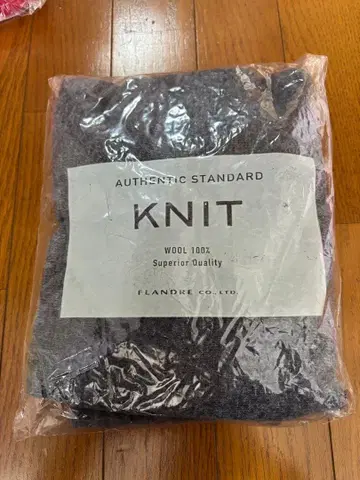 AUTHENTIC STANDARD
KNIT
WOOL 100%
Superior Quality
FLANDRE CO., LTD.